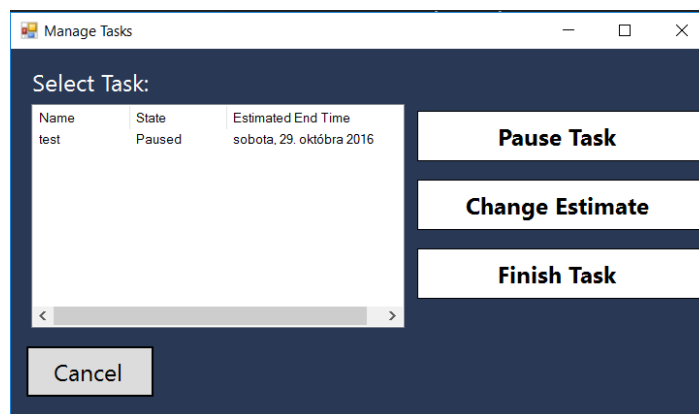 Manage Tasks
Select Task:
Name State Estimated End Time
test Paused sobota, 29. októbra 2016
Pause Task
Change Estimate
Finish Task
Cancel